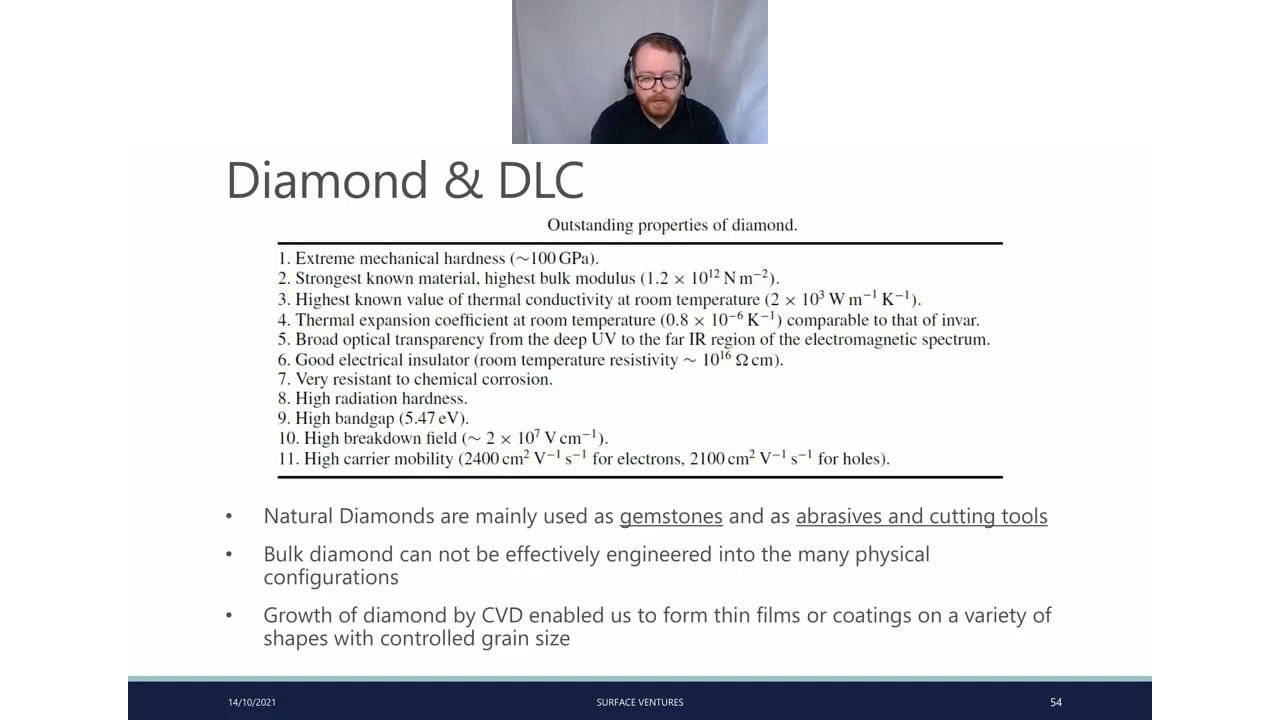 Diamond & DLC
Outstanding properties of diamond.
1. Extreme mechanical hardness (∼100 GPa).
2. Strongest known material, highest bulk modulus (1.2 × 10¹² N m⁻²).
3. Highest known value of thermal conductivity at room temperature (2 × 10³ W m⁻¹ K⁻¹).
4. Thermal expansion coefficient at room temperature (0.8 × 10⁻⁶ K⁻¹) comparable to that of invar.
5. Broad optical transparency from the deep UV to the far IR region of the electromagnetic spectrum.
6. Good electrical insulator (room temperature resistivity ∼ 10¹⁶ Ω cm).
7. Very resistant to chemical corrosion.
8. High radiation hardness.
9. High bandgap (5.47 eV).
10. High breakdown field (∼ 2 × 10⁷ V cm⁻¹).
11. High carrier mobility (2400 cm² V⁻¹ s⁻¹ for electrons, 2100 cm² V⁻¹ s⁻¹ for holes).
• Natural Diamonds are mainly used as gemstones and as abrasives and cutting tools
• Bulk diamond can not be effectively engineered into the many physical
configurations
• Growth of diamond by CVD enabled us to form thin films or coatings on a variety of
shapes with controlled grain size
14/10/2021
SURFACE VENTURES
54